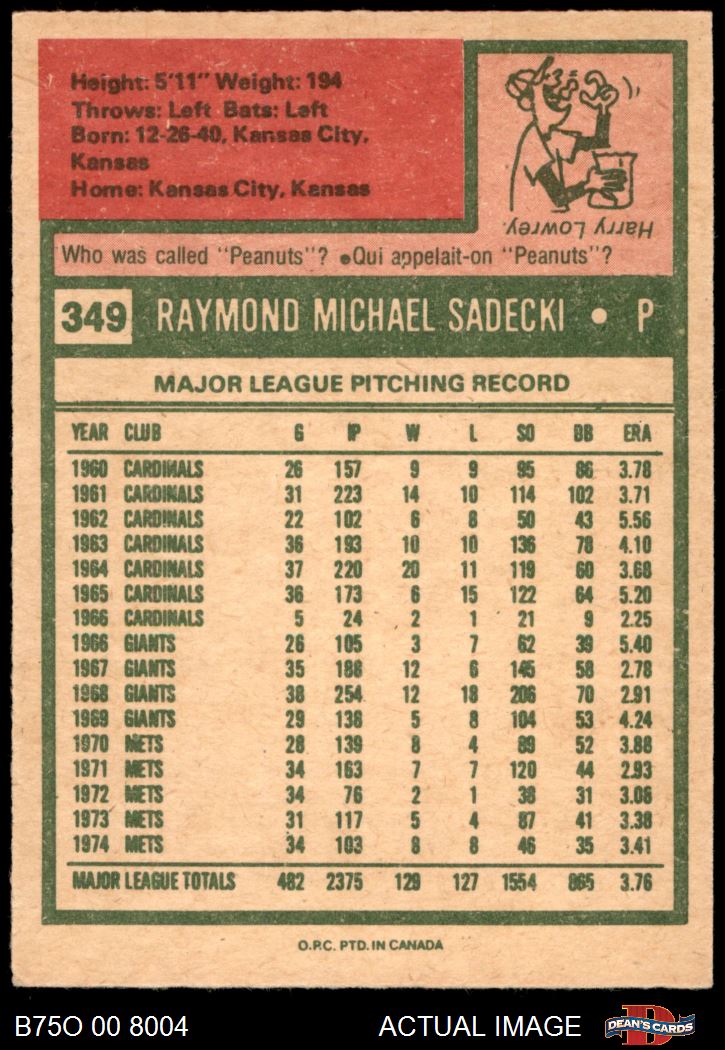 Height: 5'11" Weight: 194
Throws: Left Bats: Left
Born: 12-26-40, Kansas City,
Kansas
Home: Kansas City, Kansas
Harry Lowrey
Who was called "Peanuts"? ●Qui appelait-on "Peanuts"?
349 RAYMOND MICHAEL SADECKI ● P
MAJOR LEAGUE PITCHING RECORD
YEAR CLUB G IP W L SO BB ERA
1960 CARDINALS 26 157 9 9 95 86 3.78
1961 CARDINALS 31 223 14 10 114 102 3.71
1962 CARDINALS 22 102 6 8 50 43 5.56
1963 CARDINALS 36 193 10 10 136 78 4.10
1964 CARDINALS 37 220 20 11 119 60 3.68
1965 CARDINALS 36 173 6 15 122 64 5.20
1966 CARDINALS 5 24 2 1 21 9 2.25
1966 GIANTS 26 105 3 7 62 39 5.40
1967 GIANTS 35 188 12 6 145 58 2.78
1968 GIANTS 38 254 12 18 206 70 2.91
1969 GIANTS 29 138 5 8 104 53 4.24
1970 METS 28 139 8 4 89 52 3.88
1971 METS 34 163 7 7 120 44 2.93
1972 METS 34 76 2 1 38 31 3.08
1973 METS 31 117 5 4 87 41 3.38
1974 METS 34 103 8 8 46 35 3.41
MAJOR LEAGUE TOTALS 482 2375 129 127 1554 865 3.76
O.P.C. PTD. IN CANADA
B75O 00 8004 ACTUAL IMAGE
DEAN'S CARDS